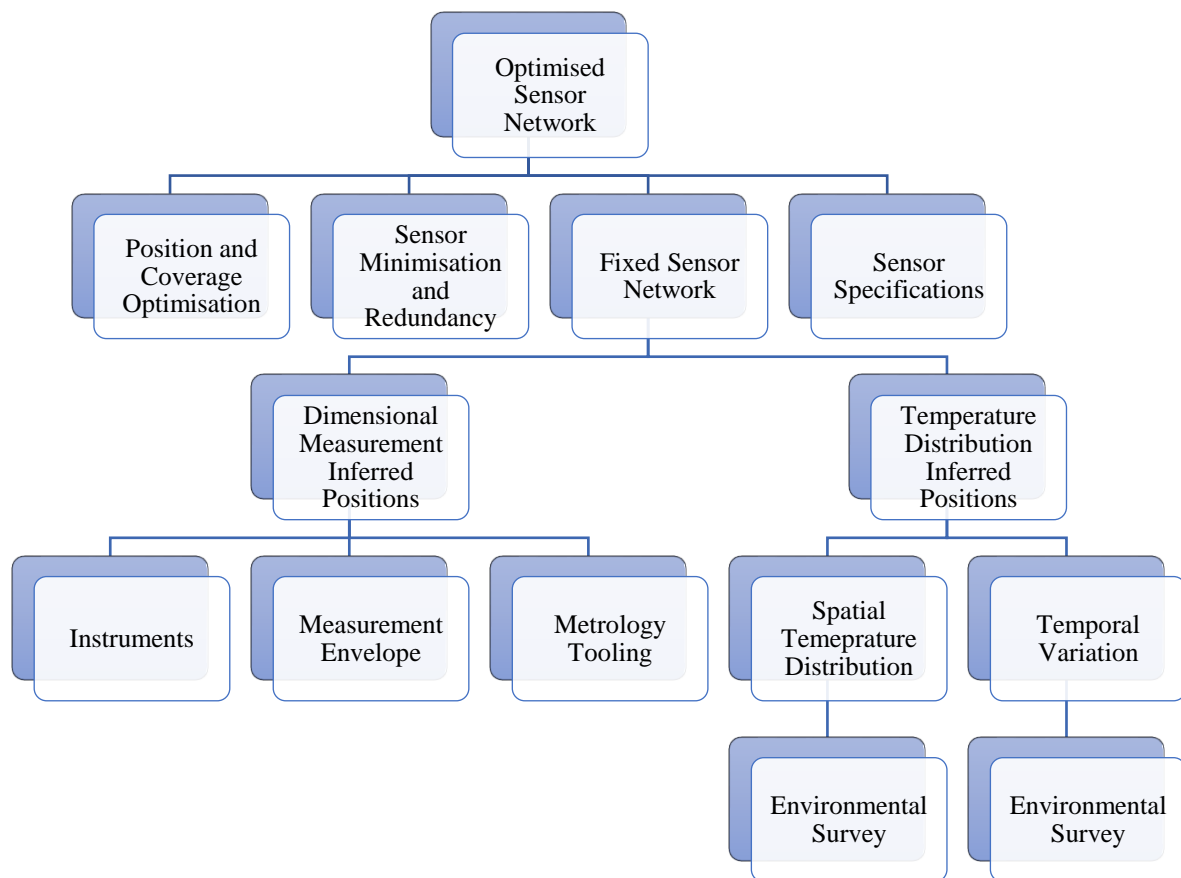 Optimised
Sensor
Network
Position and
Coverage
Optimisation
Sensor
Minimisation
and
Redundancy
Fixed Sensor
Network
Sensor
Specifications
Dimensional
Measurement
Inferred
Positions
Temperature
Distribution
Inferred
Positions
Instruments
Measurement
Envelope
Metrology
Tooling
Spatial
Temeprature
Distribution
Temporal
Variation
Environmental
Survey
Environmental
Survey